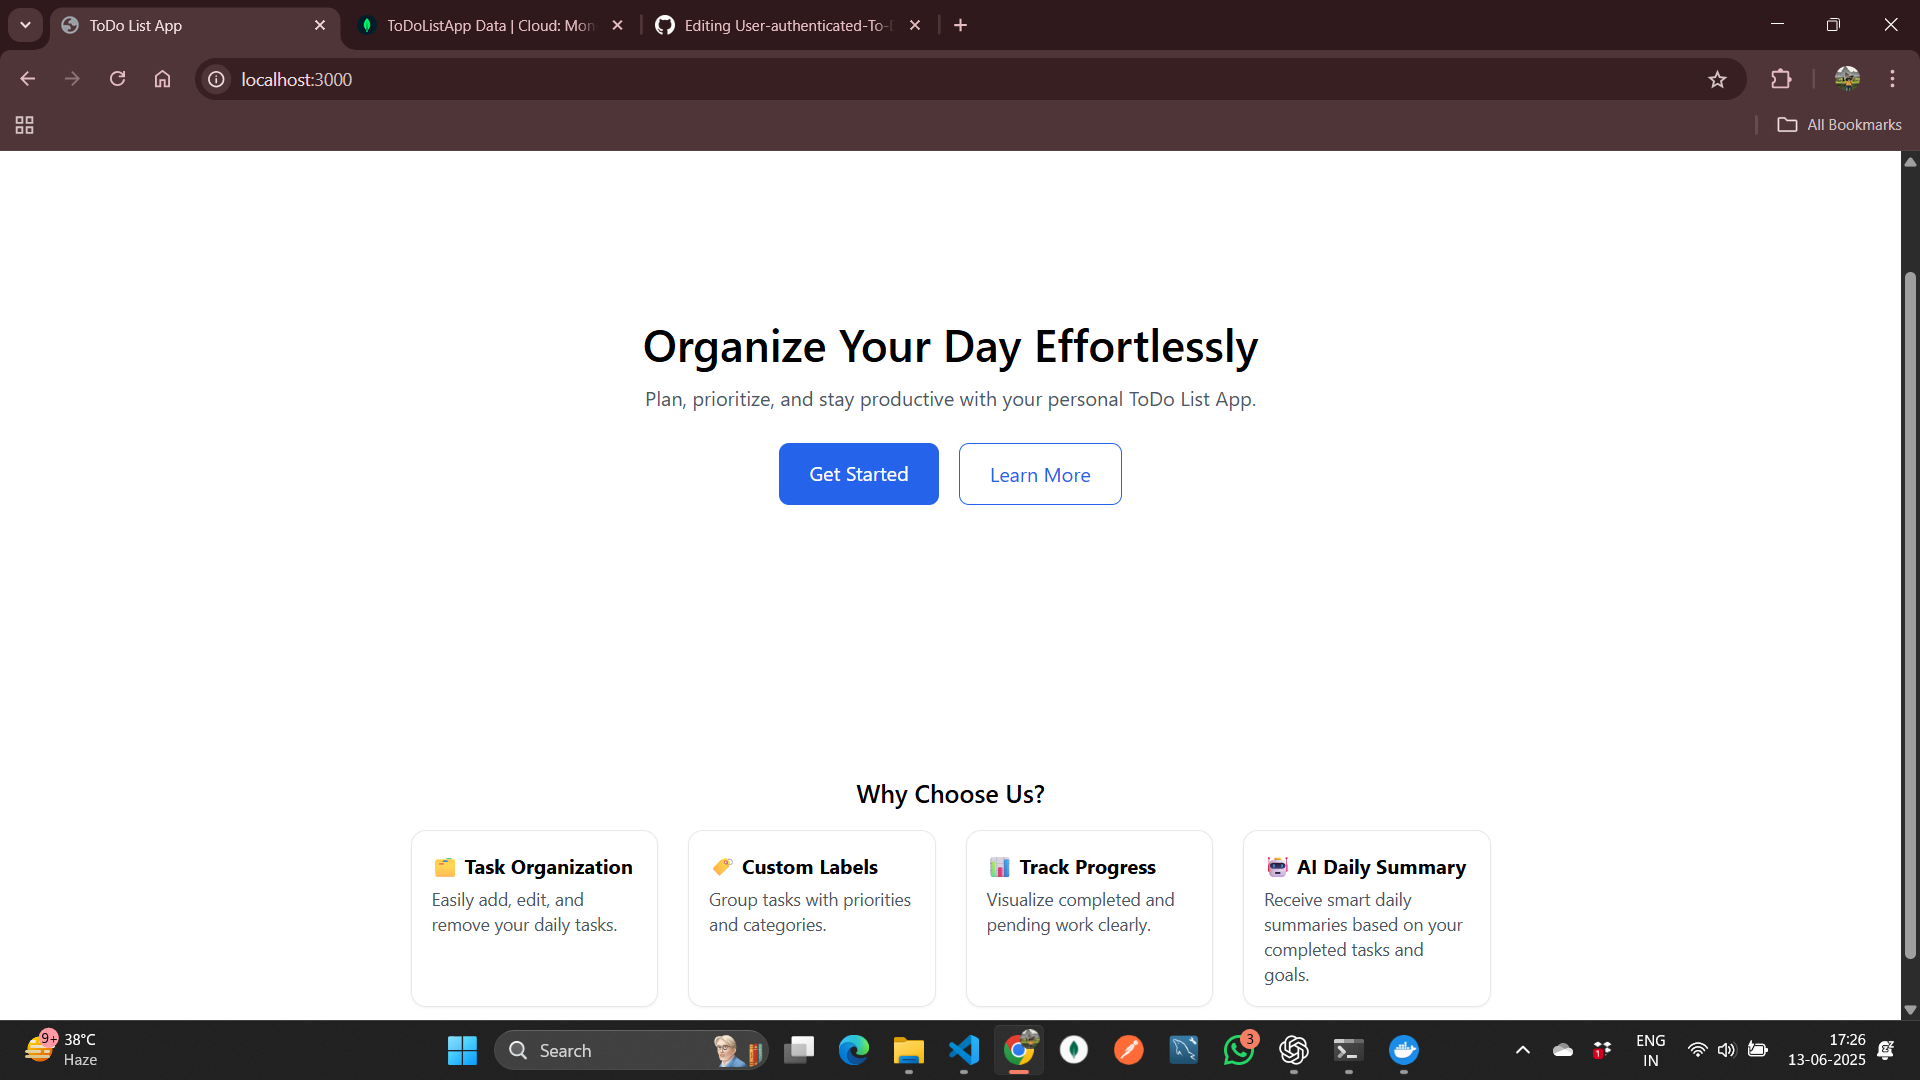 ToDo List App
ToDoListApp Data | Cloud: Mon
Editing User-authenticated-To-
localhost:3000
All Bookmarks
Organize Your Day Effortlessly
Plan, prioritize, and stay productive with your personal ToDo List App.
Get Started
Learn More
Why Choose Us?
Task Organization
Easily add, edit, and
remove your daily tasks.
Custom Labels
Group tasks with priorities
and categories.
Track Progress
Visualize completed and
pending work clearly.
AI Daily Summary
Receive smart daily
summaries based on your
completed tasks and
goals.
9+
38°C
Haze
Search
3
1
ENG
IN
17:26
13-06-2025